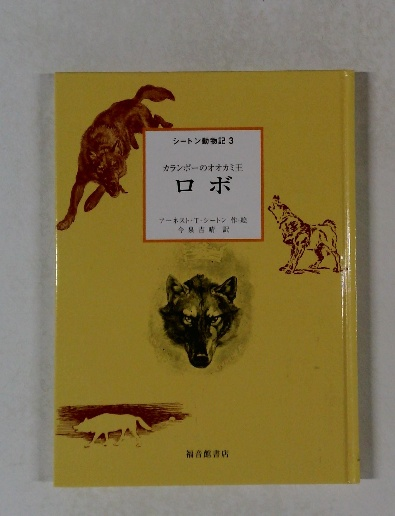 シートン動物記 3
カランポーのオオカミ王
ロボ
アーネスト・T・シートン 作・絵
今泉吉晴 訳
福音館書店